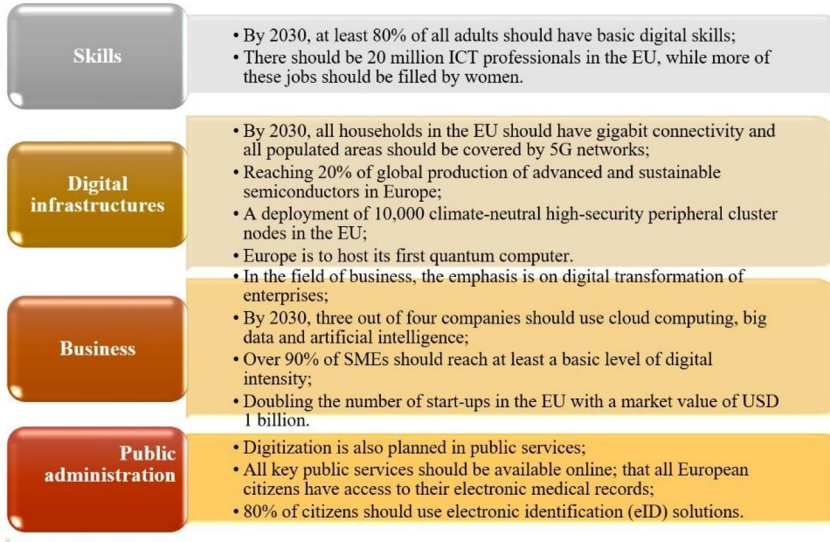 Skills
• By 2030, at least 80% of all adults should have basic digital skills;
• There should be 20 million ICT professionals in the EU, while more of
these jobs should be filled by women.
Digital
infrastructures
• By 2030, all households in the EU should have gigabit connectivity and
all populated areas should be covered by 5G networks;
• Reaching 20% of global production of advanced and sustainable
semiconductors in Europe;
• A deployment of 10,000 climate-neutral high-security peripheral cluster
nodes in the EU;
• Europe is to host its first quantum computer.
Business
• In the field of business, the emphasis is on digital transformation of
enterprises;
• By 2030, three out of four companies should use cloud computing, big
data and artificial intelligence;
• Over 90% of SMEs should reach at least a basic level of digital
intensity;
• Doubling the number of start-ups in the EU with a market value of USD
1 billion.
Public
administration
• Digitization is also planned in public services;
• All key public services should be available online; that all European
citizens have access to their electronic medical records;
• 80% of citizens should use electronic identification (eID) solutions.